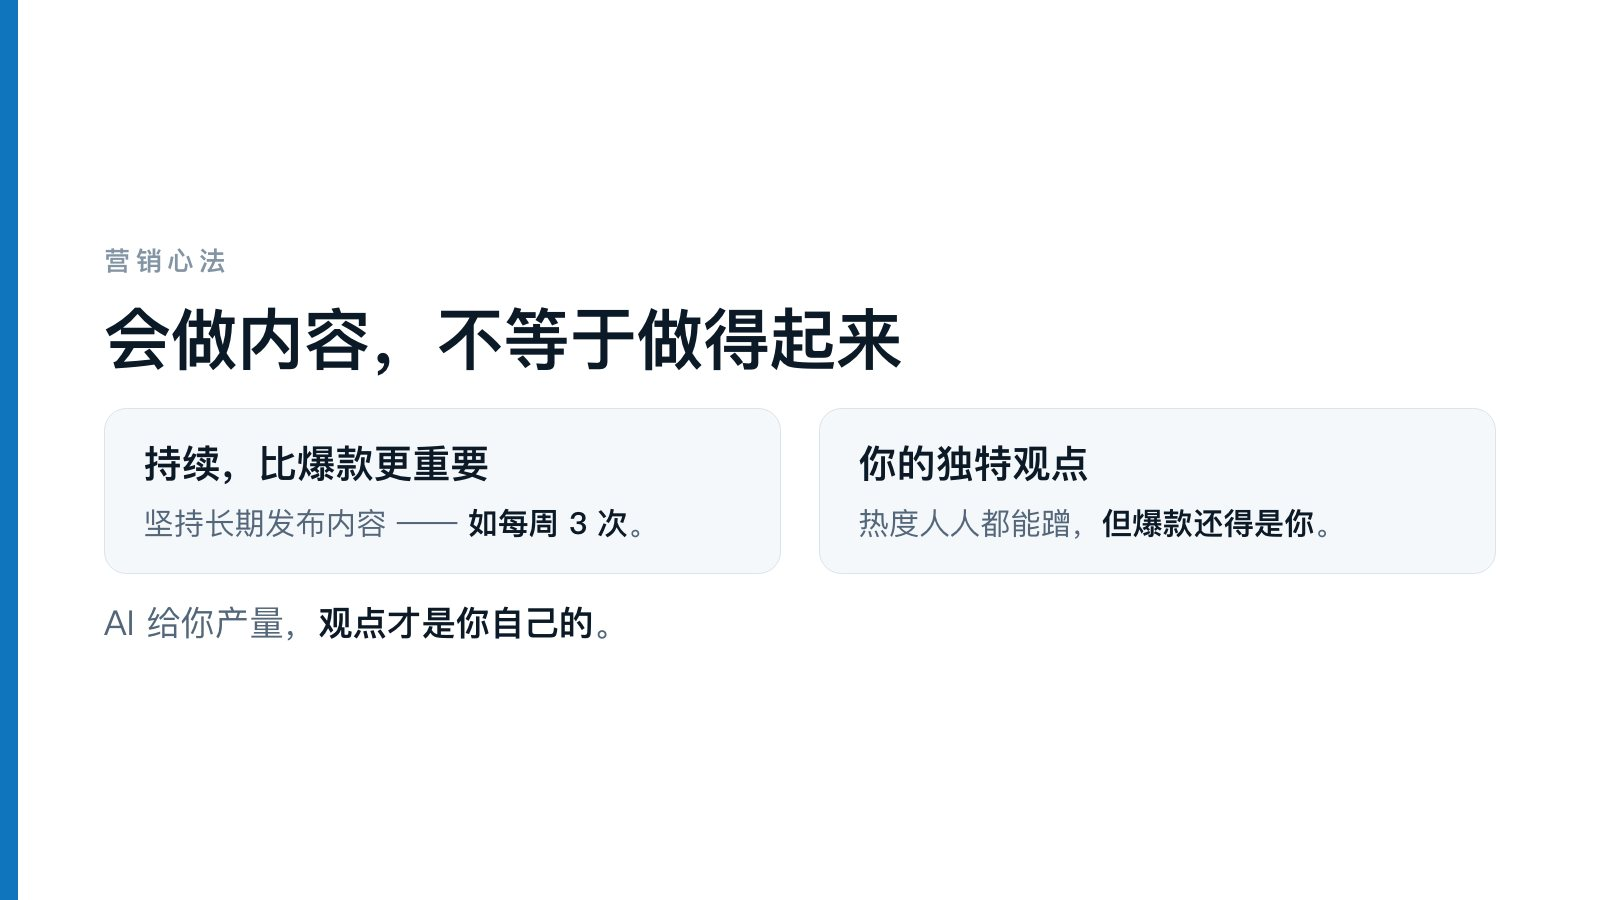 营销心法
会做内容，不等于做得起来
持续，比爆款更重要
坚持长期发布内容 —— 如每周 3 次。
你的独特观点
热度人人都能蹭，但爆款还得是你。
AI 给你产量，观点才是你自己的。